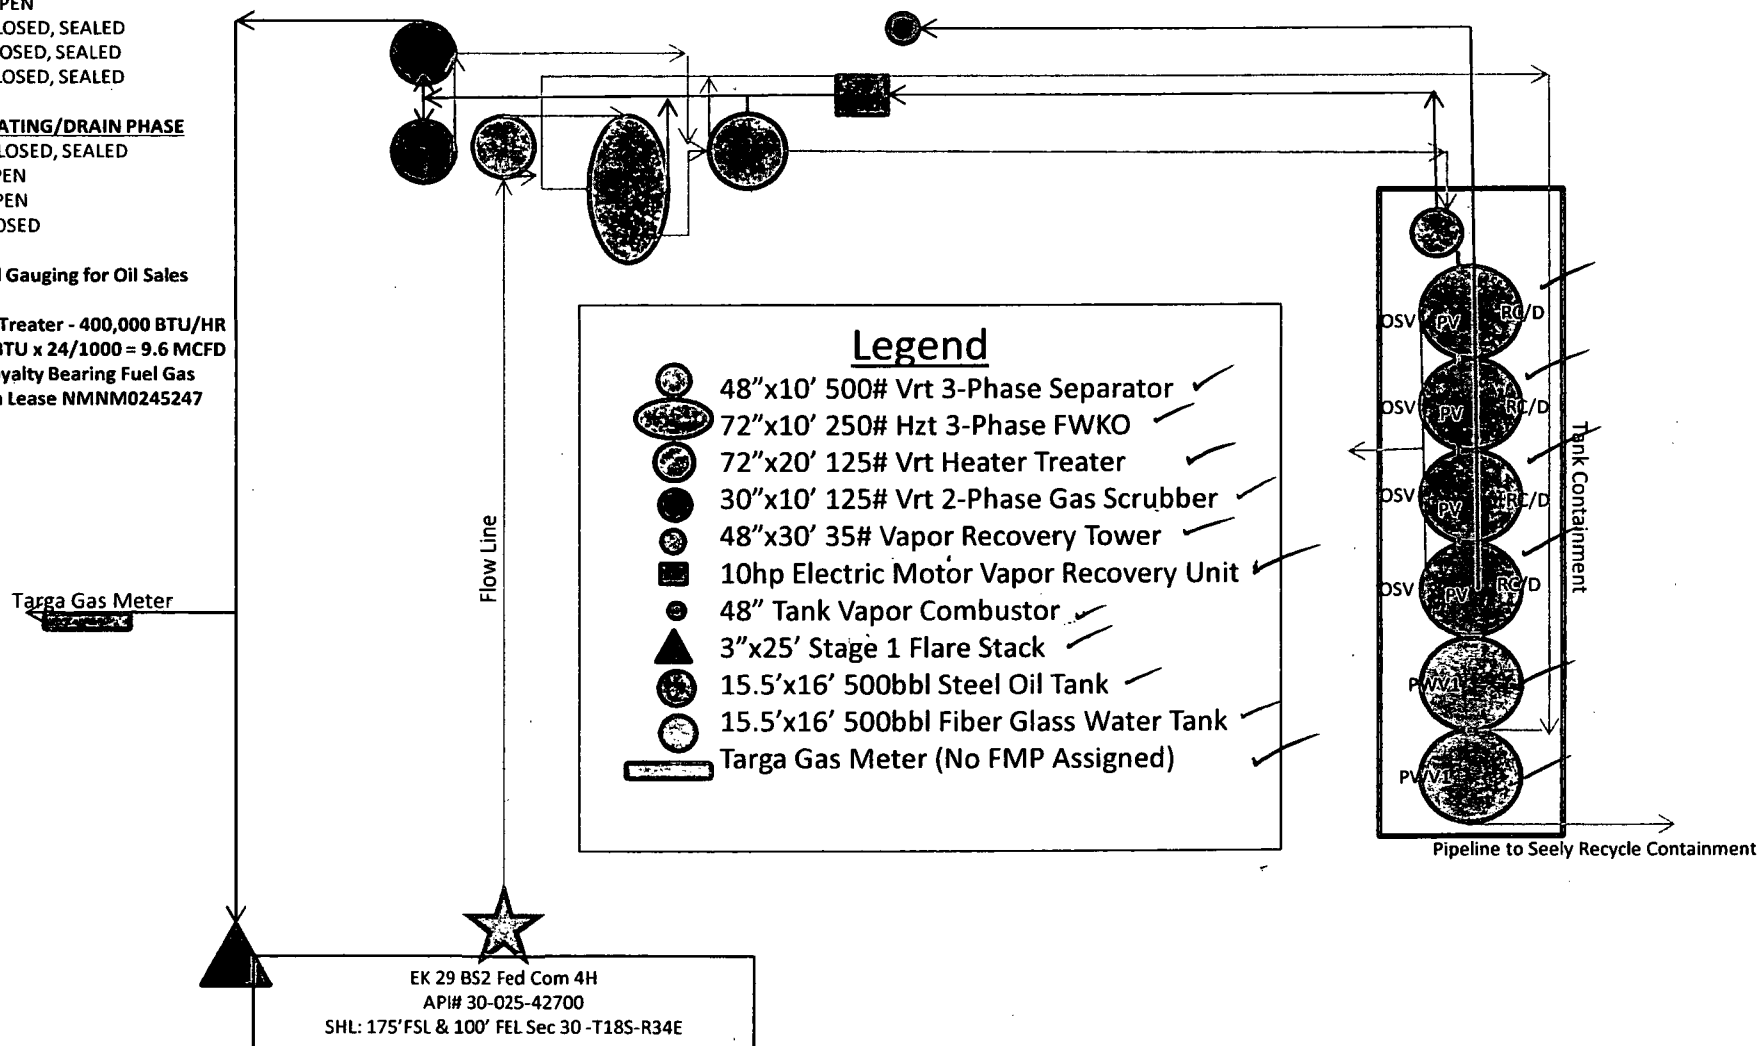 PEN
LOSED, SEALED
OSED, SEALED
LOSED, SEALED
ATING/DRAIN PHASE
LOSED, SEALED
PEN
PEN
OSED
l Gauging for Oil Sales
Treater - 400,000 BTU/HR
BTU x 24/1000 = 9.6 MCFD
yalty Bearing Fuel Gas
n Lease NMNM0245247
Targa Gas Meter
Flow Line
Legend
48"x10' 500# Vrt 3-Phase Separator
72"x10' 250# Hzt 3-Phase FWKO
72"x20' 125# Vrt Heater Treater
30"x10' 125# Vrt 2-Phase Gas Scrubber
48"x30' 35# Vapor Recovery Tower
10hp Electric Motor Vapor Recovery Unit
48" Tank Vapor Combustor
3"x25' Stage 1 Flare Stack
15.5'x16' 500bbl Steel Oil Tank
15.5'x16' 500bbl Fiber Glass Water Tank
Targa Gas Meter (No FMP Assigned)
OSV PV RC/D
OSV PV RC/D
OSV PV RC/D
OSV PV RC/D
PWV1
PWV1
Tank Containment
Pipeline to Seely Recycle Containment
EK 29 BS2 Fed Com 4H
API# 30-025-42700
SHL: 175'FSL & 100' FEL Sec 30 -T18S-R34E